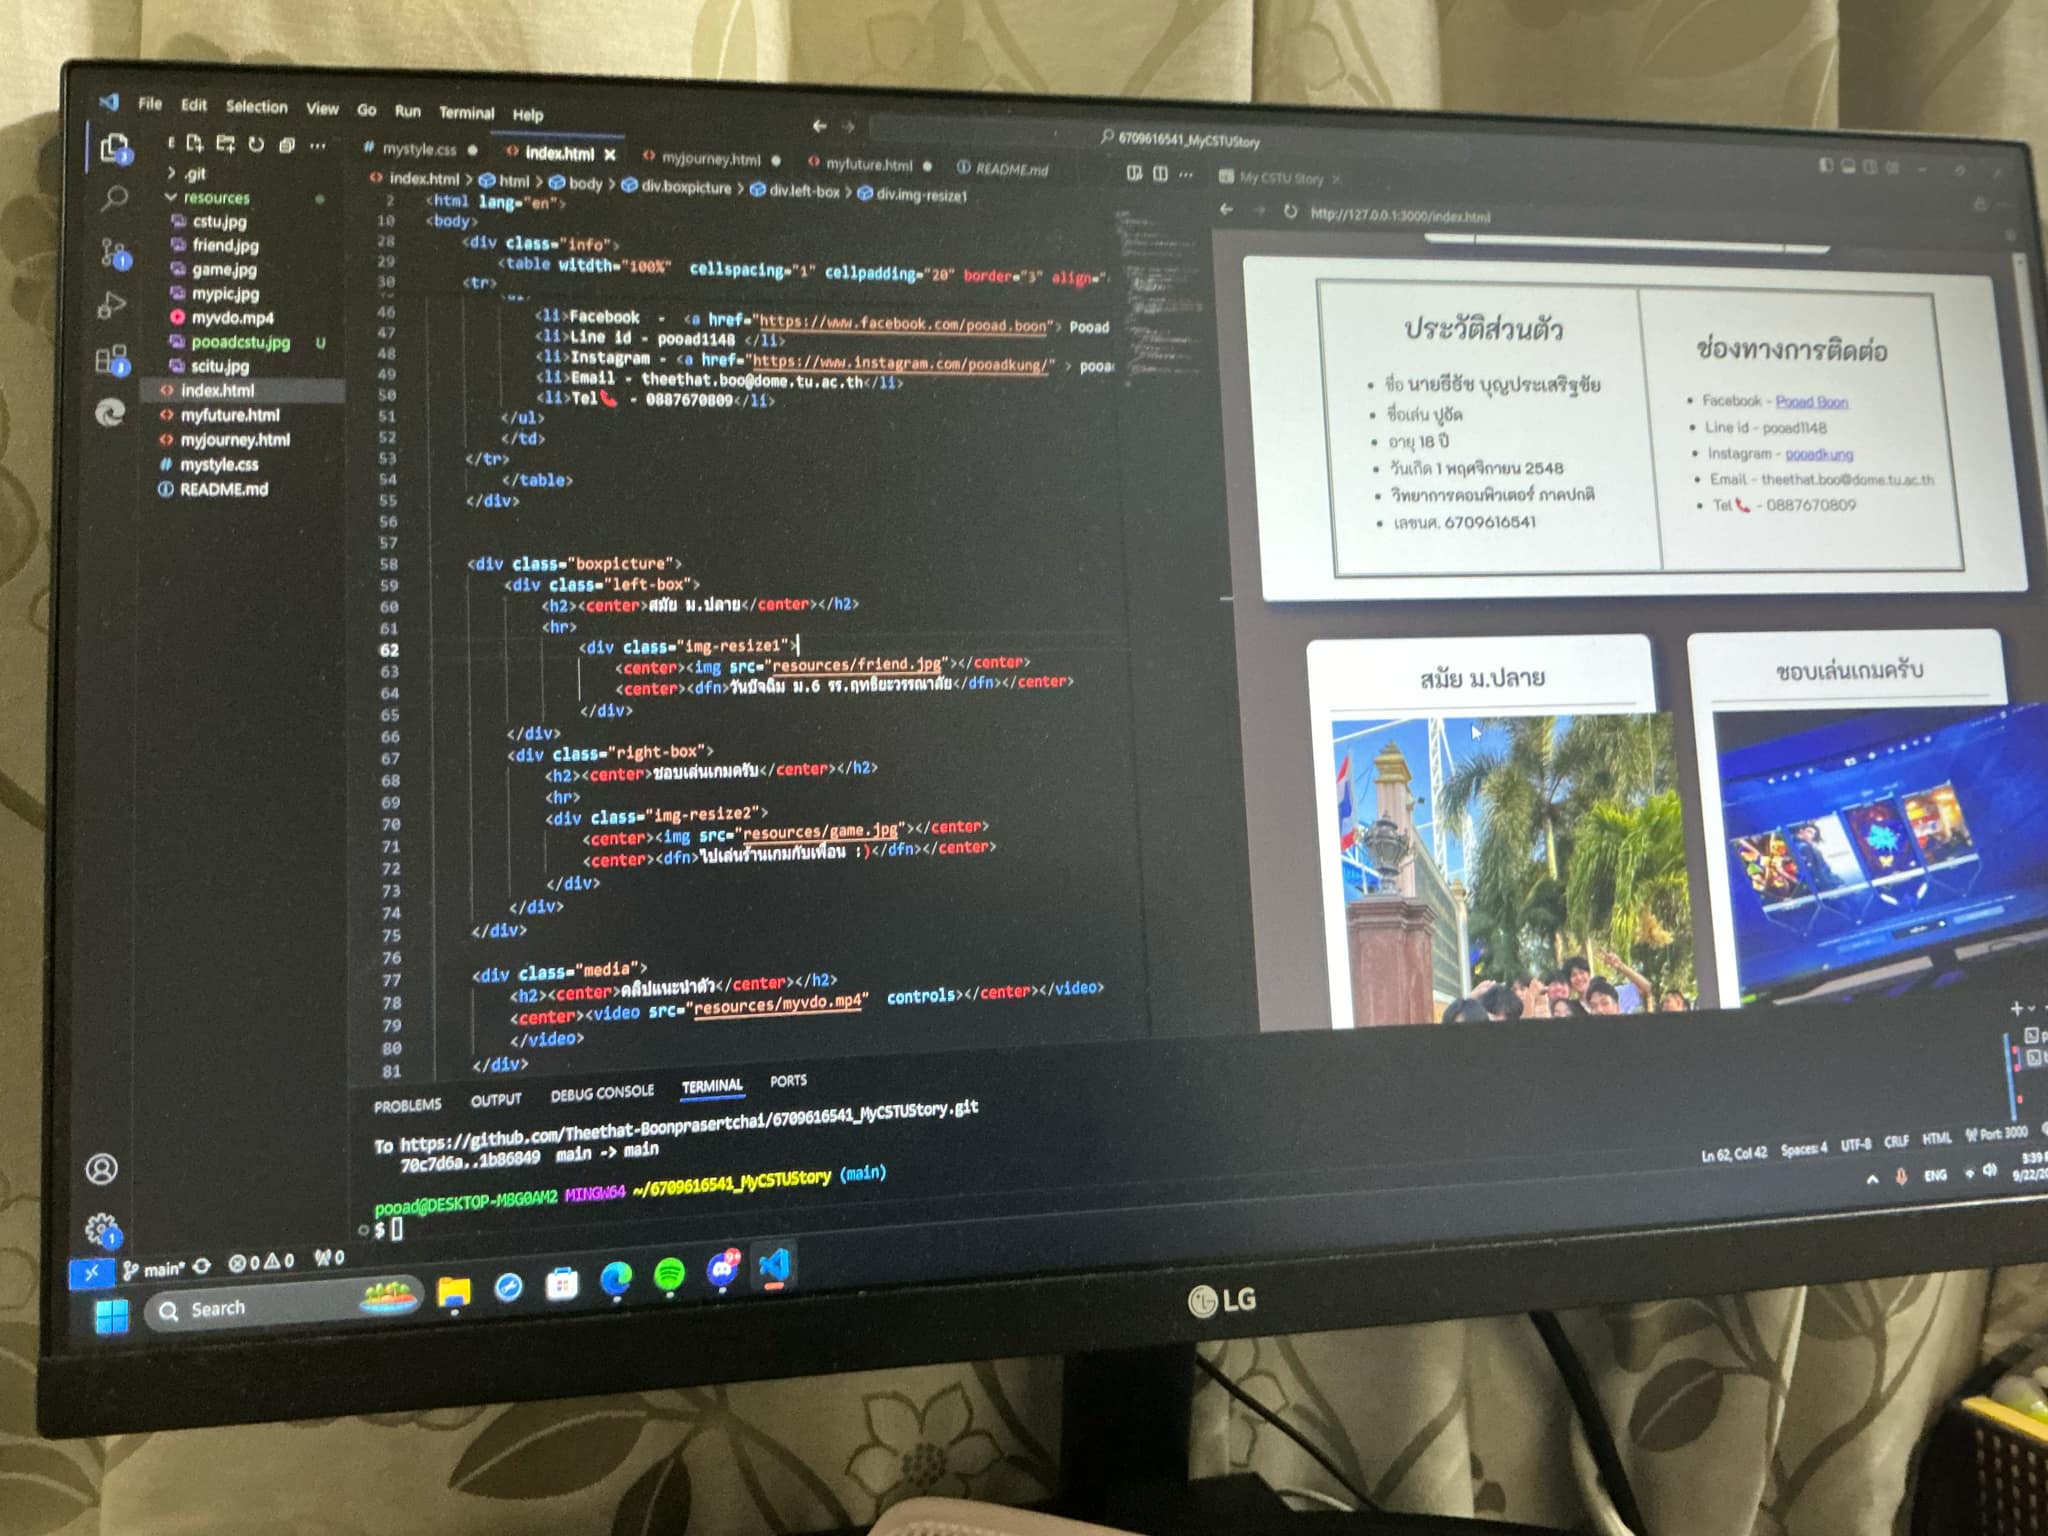 File Edit Selection View Go Run Terminal Help
6709616541_MyCSTUStory
mystyle.css
index.html
myjourney.html
myfuture.html
README.md
My CSTU Story
index.html > html > body > div.boxpicture > div.left-box > div.img-resize1
http://127.0.0.1:3000/index.html
.git
resources
cstu.jpg
friend.jpg
game.jpg
mypic.jpg
myvdo.mp4
pooadcstu.jpg U
scitu.jpg
index.html
myfuture.html
myjourney.html
mystyle.css
README.md
2 <html lang="en">
10 <body>
28 <div class="info">
29 <table witdth="100%" cellspacing="1" cellpadding="20" border="3" align="
30 <tr>
46 <li>Facebook - <a href="https://www.facebook.com/pooad.boon"> Pooad
47 <li>Line id - pooad1148 </li>
48 <li>Instagram - <a href="https://www.instagram.com/pooadkung/" > pooa
49 <li>Email - theethat.boo@dome.tu.ac.th</li>
50 <li>Tel📞 - 0887670809</li>
51 </ul>
52 </td>
53 </tr>
54 </table>
55 </div>
56
57
58 <div class="boxpicture">
59 <div class="left-box">
60 <h2><center>สมัย ม.ปลาย</center></h2>
61 <hr>
62 <div class="img-resize1">
63 <center><img src="resources/friend.jpg"></center>
64 <center><dfn>วันปัจฉิม ม.6 รร.ฤทธิยะวรรณาลัย</dfn></center>
65 </div>
66 </div>
67 <div class="right-box">
68 <h2><center>ชอบเล่นเกมครับ</center></h2>
69 <hr>
70 <div class="img-resize2">
71 <center><img src="resources/game.jpg"></center>
72 <center><dfn>ไปเล่นร้านเกมกับเพื่อน :)</dfn></center>
73 </div>
74 </div>
75 </div>
76
77 <div class="media">
78 <h2><center>คลิปแนะนำตัว</center></h2>
79 <center><video src="resources/myvdo.mp4" controls></center></video>
80 </video>
81 </div>
ประวัติส่วนตัว
ชื่อ นายธีธัช บุญประเสริฐชัย
ชื่อเล่น ปูอัด
อายุ 18 ปี
วันเกิด 1 พฤศจิกายน 2548
วิทยาการคอมพิวเตอร์ ภาคปกติ
เลขนศ. 6709616541
ช่องทางการติดต่อ
Facebook - Pooad Boon
Line id - pooad1148
Instagram - pooadkung
Email - theethat.boo@dome.tu.ac.th
Tel📞 - 0887670809
สมัย ม.ปลาย
ชอบเล่นเกมครับ
PROBLEMS OUTPUT DEBUG CONSOLE TERMINAL PORTS
To https://github.com/Theethat-Boonprasertchai/6709616541_MyCSTUStory.git
70c7d6a..1b86849 main -> main
pooad@DESKTOP-M8G0AM2 MINGW64 ~/6709616541_MyCSTUStory (main)
$
main* 0 0 0
Ln 62, Col 42 Spaces: 4 UTF-8 CRLF HTML Port: 3000
Search
ENG
3:39
9/22/20
LG